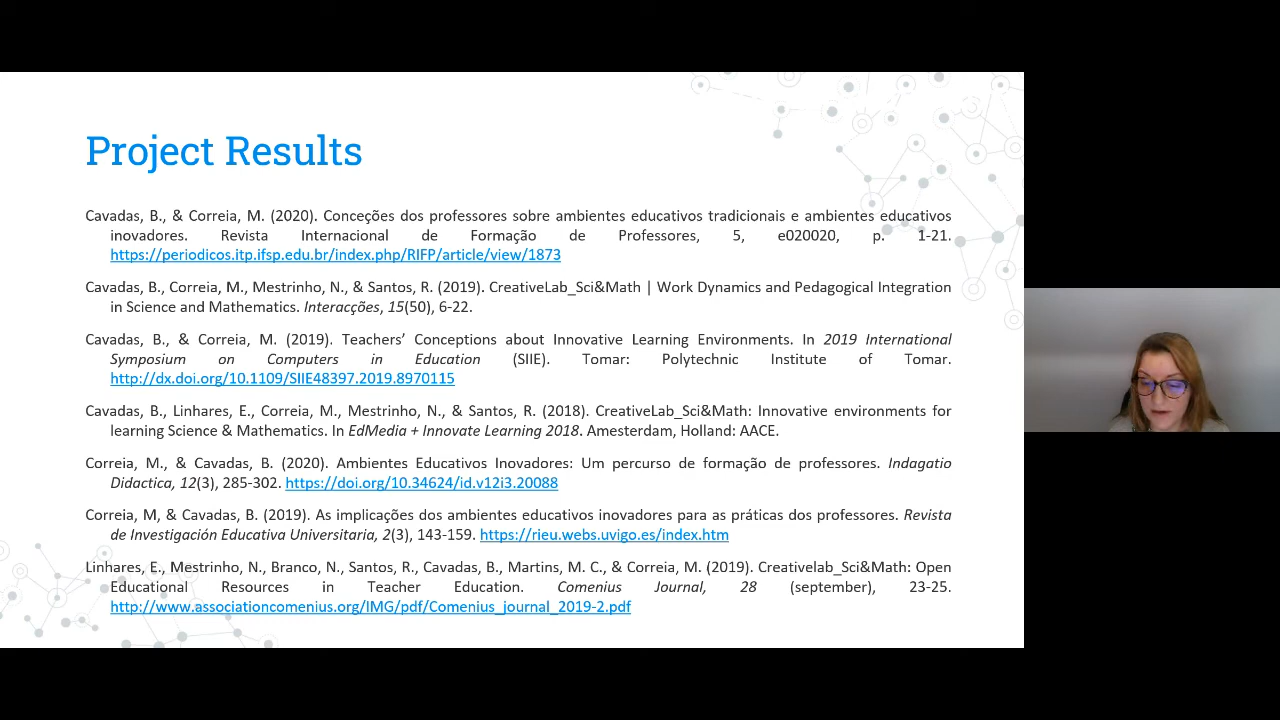 Project Results
Cavadas, B., & Correia, M. (2020). Conceções dos professores sobre ambientes educativos tradicionais e ambientes educativos
inovadores. Revista Internacional de Formação de Professores, 5, e020020, p. 1-21.
https://periodicos.itp.ifsp.edu.br/index.php/RIFP/article/view/1873
Cavadas, B., Correia, M., Mestrinho, N., & Santos, R. (2019). CreativeLab_Sci&Math | Work Dynamics and Pedagogical Integration
in Science and Mathematics. Interacções, 15(50), 6-22.
Cavadas, B., & Correia, M. (2019). Teachers’ Conceptions about Innovative Learning Environments. In 2019 International
Symposium on Computers in Education (SIIE). Tomar: Polytechnic Institute of Tomar.
http://dx.doi.org/10.1109/SIIE48397.2019.8970115
Cavadas, B., Linhares, E., Correia, M., Mestrinho, N., & Santos, R. (2018). CreativeLab_Sci&Math: Innovative environments for
learning Science & Mathematics. In EdMedia + Innovate Learning 2018. Amesterdam, Holland: AACE.
Correia, M., & Cavadas, B. (2020). Ambientes Educativos Inovadores: Um percurso de formação de professores. Indagatio
Didactica, 12(3), 285-302. https://doi.org/10.34624/id.v12i3.20088
Correia, M, & Cavadas, B. (2019). As implicações dos ambientes educativos inovadores para as práticas dos professores. Revista
de Investigación Educativa Universitaria, 2(3), 143-159. https://rieu.webs.uvigo.es/index.htm
Linhares, E., Mestrinho, N., Branco, N., Santos, R., Cavadas, B., Martins, M. C., & Correia, M. (2019). Creativelab_Sci&Math: Open
Educational Resources in Teacher Education. Comenius Journal, 28 (september), 23-25.
http://www.associationcomenius.org/IMG/pdf/Comenius_journal_2019-2.pdf